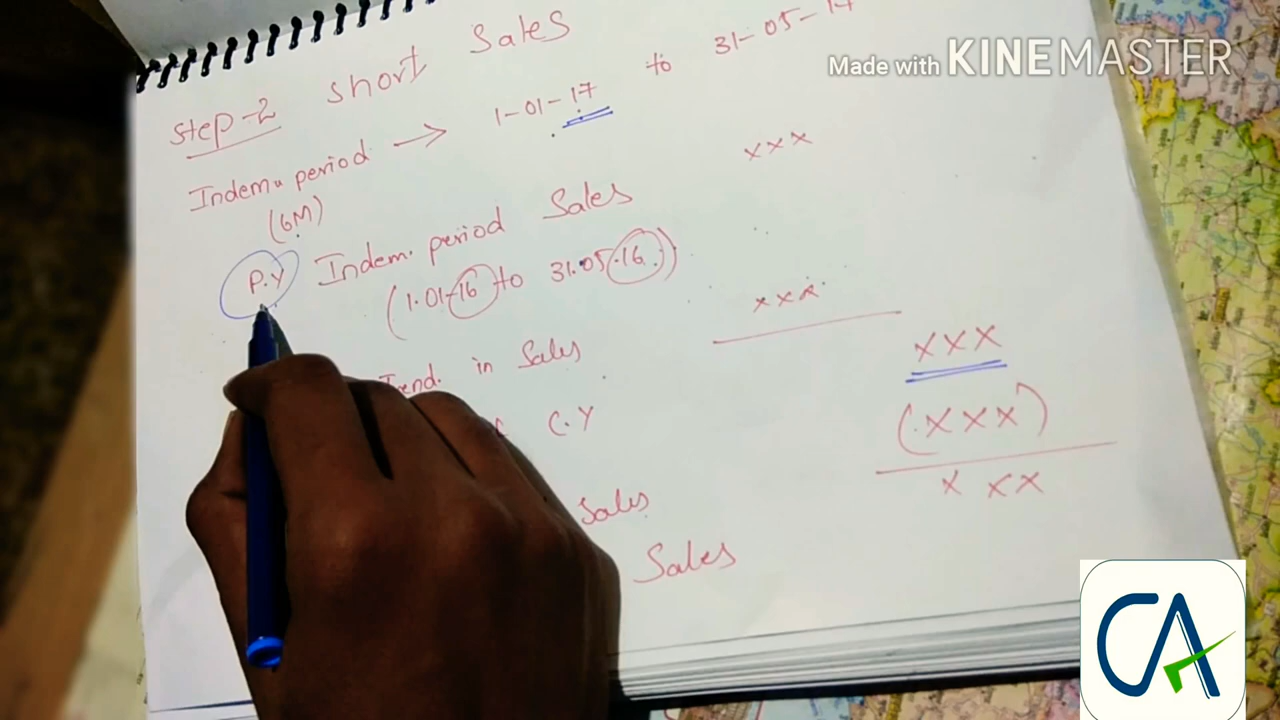 Made with KINEMASTER
Step-2 short Sales
Indem. period → 1-01-17 to 31-05-17
(6M)
P.Y Indem. period Sales xxx
(1.01-16 to 31.05.16.)
Trend. in Sales xxx
C.Y xxx
(xxx)
Sales xxx
Sales
CA